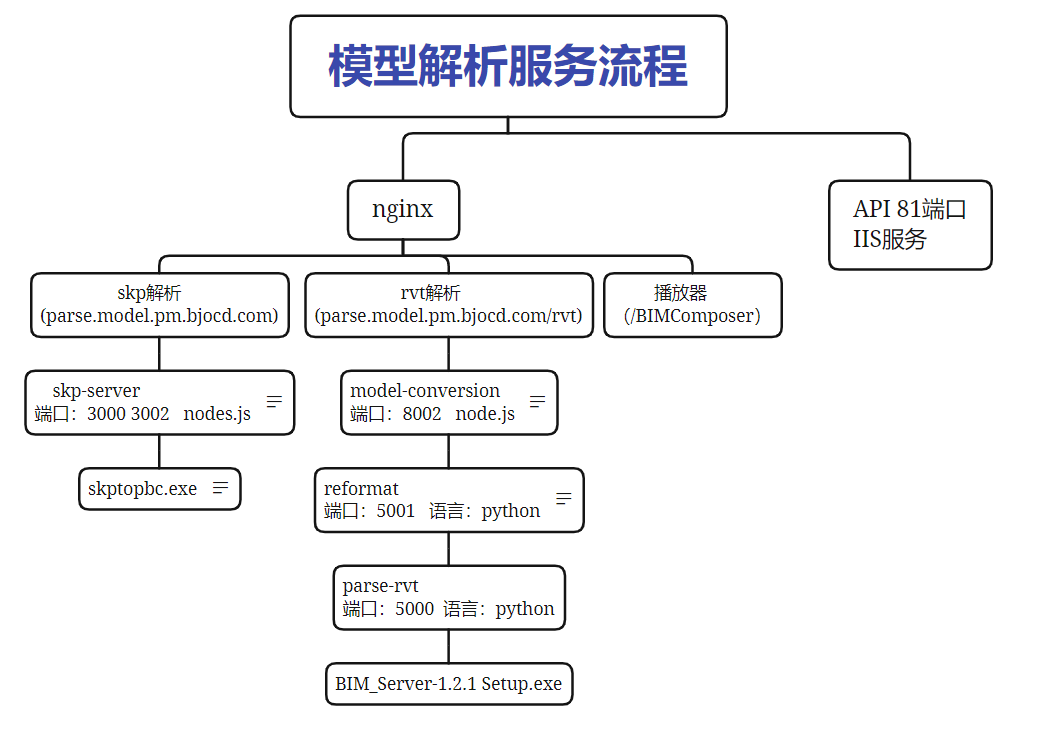 模型解析服务流程
nginx
API 81端口
IIS服务
skp解析
(parse.model.pm.bjocd.com)
rvt解析
(parse.model.pm.bjocd.com/rvt)
播放器
（/BIMComposer）
skp-server
端口：3000 3002 nodes.js
model-conversion
端口：8002 node.js
skptopbc.exe
reformat
端口：5001 语言：python
parse-rvt
端口：5000 语言：python
BIM_Server-1.2.1 Setup.exe